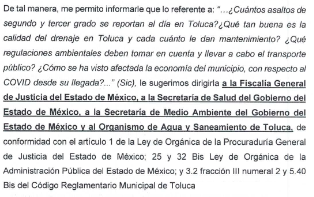 De tal manera, me permito informarle que lo referente a: "...¿Cuántos asaltos de
segundo y tercer grado se reportan al día en Toluca?¿Qué tan buena es la
calidad del drenaje en Toluca y cada cuánto le dan mantenimiento? ¿Qué
regulaciones ambientales deben tomar en cuenta y llevar a cabo el transporte
público? ¿Cómo se ha visto afectada la economía del municipio, con respecto al
COVID desde su llegada?..." (Sic), le sugerimos dirigirla a la Fiscalía General
de Justicia del Estado de México, a la Secretaria de Salud del Gobierno del
Estado de México, a la Secretaria de Medio Ambiente del Gobierno del
Estado de México y al Organismo de Agua y Saneamiento de Toluca, de
conformidad con el artículo 1 de la Ley de Orgánica de la Procuraduría General
de Justicia del Estado de México; 25 y 32 Bis Ley de Orgánica de la
Administración Pública del Estado de México; y 3.2 fracción III numeral 2 y 5.40
Bis del Código Reglamentario Municipal de Toluca